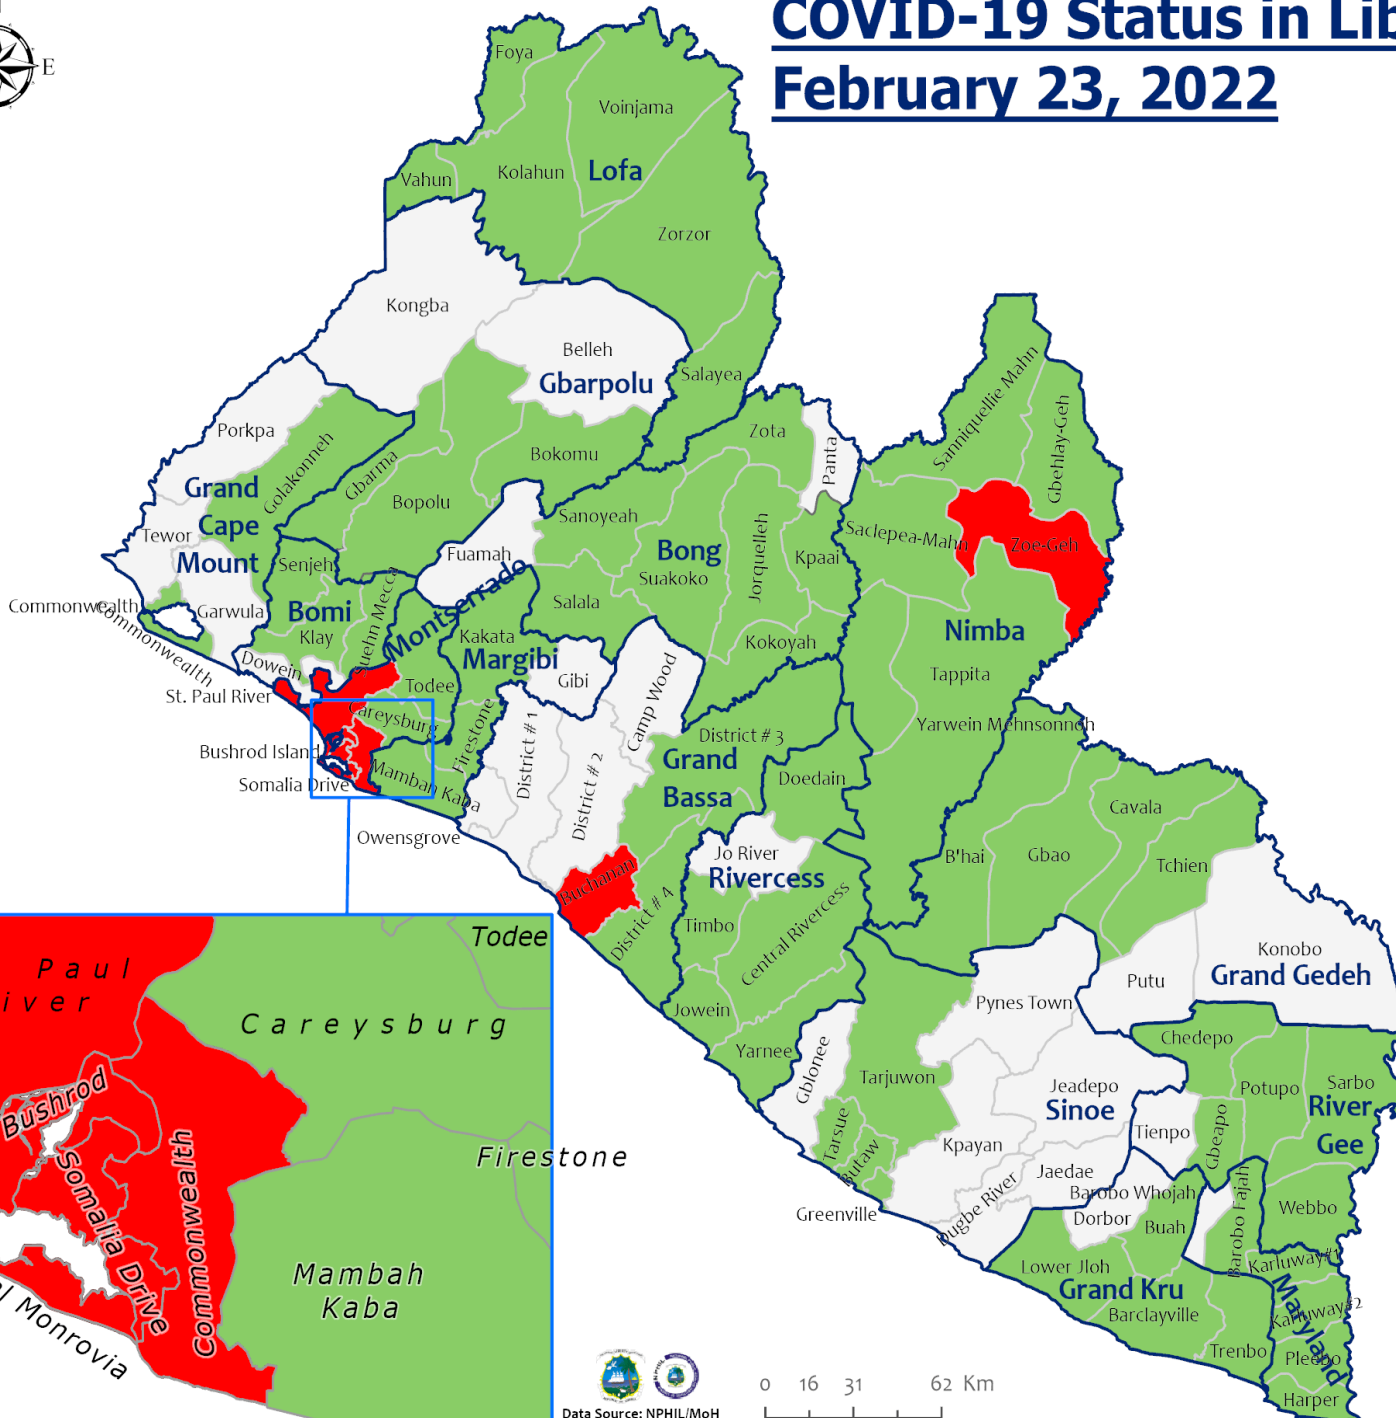 COVID-19 Status in Lib
February 23, 2022
E
Foya
Voinjama
Kolahun
Lofa
Vahun
Zorzor
Kongba
Belleh
Gbarpolu
Salayea
Porkpa
Golakonneh
Gbarma
Bokomu
Bopolu
Zota
Panta
Sanniquellie Mahn
Gbehlay-Geh
Grand
Cape
Mount
Tewor
Fuamah
Sanoyeah
Bong
Suakoko
Jorquelleh
Kpaai
Saclepea-Mahn
Zoe-Geh
Senjeh
Commonwealth
Commonwealth
Garwula
Bomi
Klay
Suehn Mecca
Montserrado
Kakata
Margibi
Salala
Kokoyah
Nimba
Dowein
St. Paul River
Todee
Gibi
Camp Wood
Tappita
Careysburg
Firestone
District # 1
District # 2
District # 3
Yarwein Mehnsonneh
Bushrod Island
Somalia Drive
Mambah Kaba
Grand
Bassa
Doedain
Owensgrove
Cavala
Jo River
Rivercess
B'hai
Gbao
Tchien
Buchanan
District # 4
Timbo
Central Rivercess
Konobo
Grand Gedeh
Putu
Pynes Town
Jowein
Yarnee
Gblonee
Tarjuwon
Chedepo
Jeadepo
Sinoe
Potupo
Sarbo
River
Gee
Tienpo
Gbeapo
Tarsue
Butaw
Kpayan
Jaedae
Dugbe River
Barobo Whojah
Greenville
Dorbor
Buah
Barobo Fajah
Webbo
Lower Jloh
Grand Kru
Karluway#1
Barclayville
Karluway#2
Maryland
Trenbo
Pleebo
Harper
Todee
Paul
iver
Careysburg
Bushrod
Somalia Drive
Commonwealth
Firestone
Mambah
Kaba
al Monrovia
0 16 31 62 Km
Data Source: NPHIL/MoH